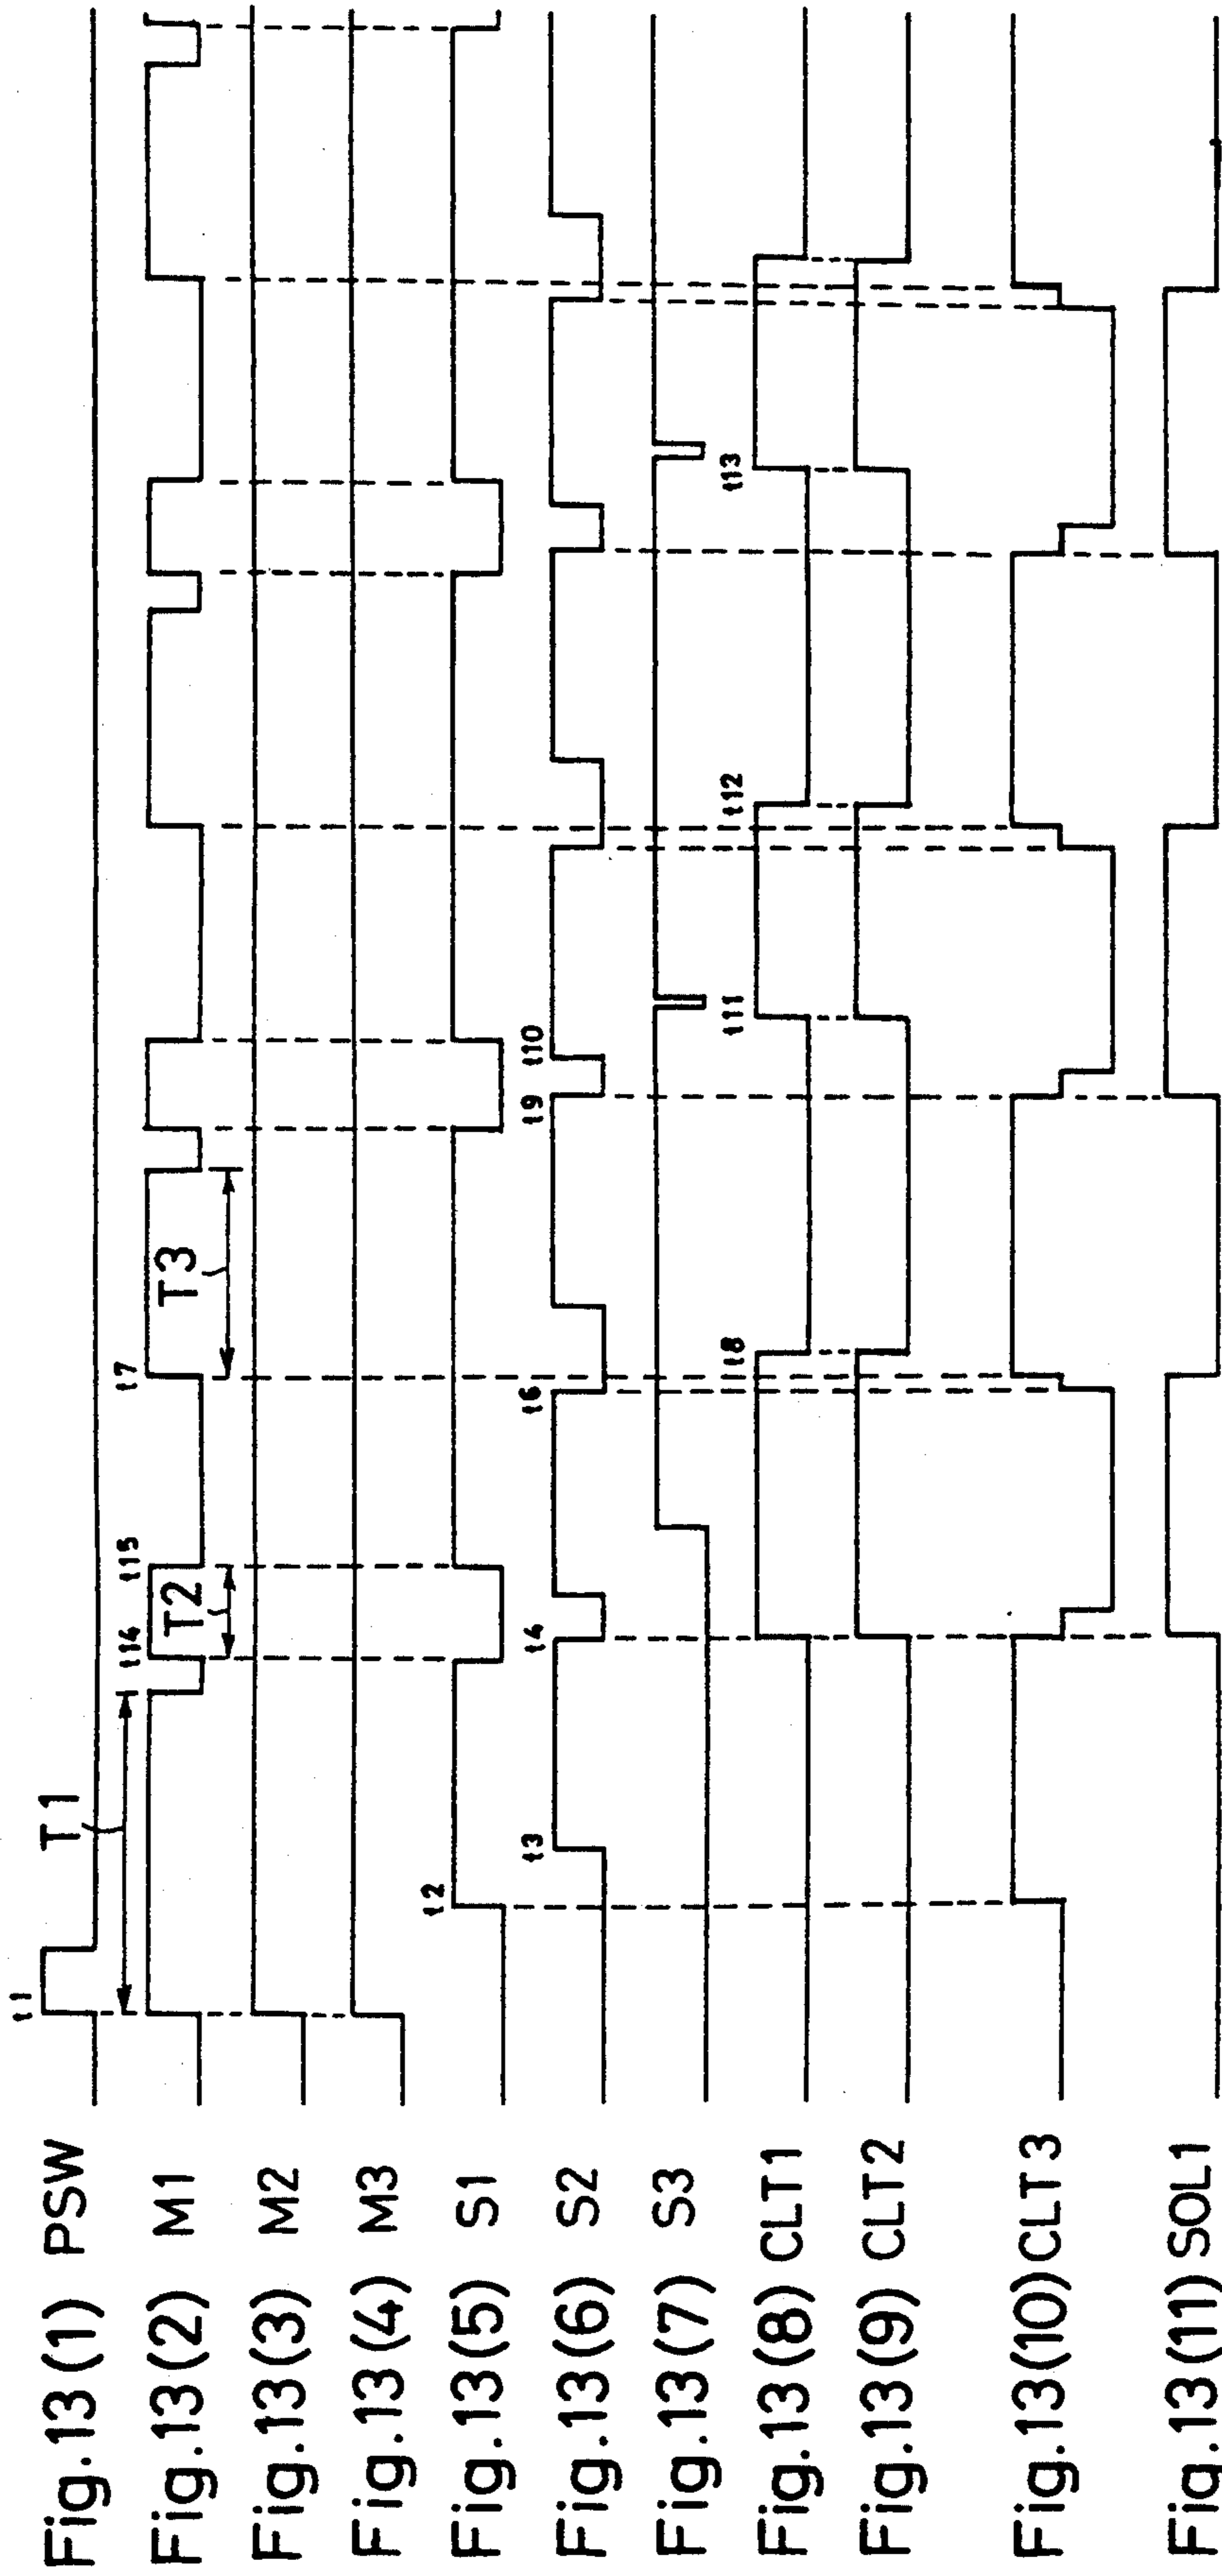 Fig.13(1) PSW
t1
T1
Fig.13(2) M1
t14
t15
T2
t7
T3
Fig.13(3) M2
Fig.13(4) M3
Fig.13(5) S1
t2
Fig.13(6) S2
t3
t4
t6
t9
t10
Fig.13(7) S3
Fig.13(8) CLT1
t8
t11
t12
t13
Fig.13(9) CLT2
Fig.13(10) CLT3
Fig.13(11) SOL1